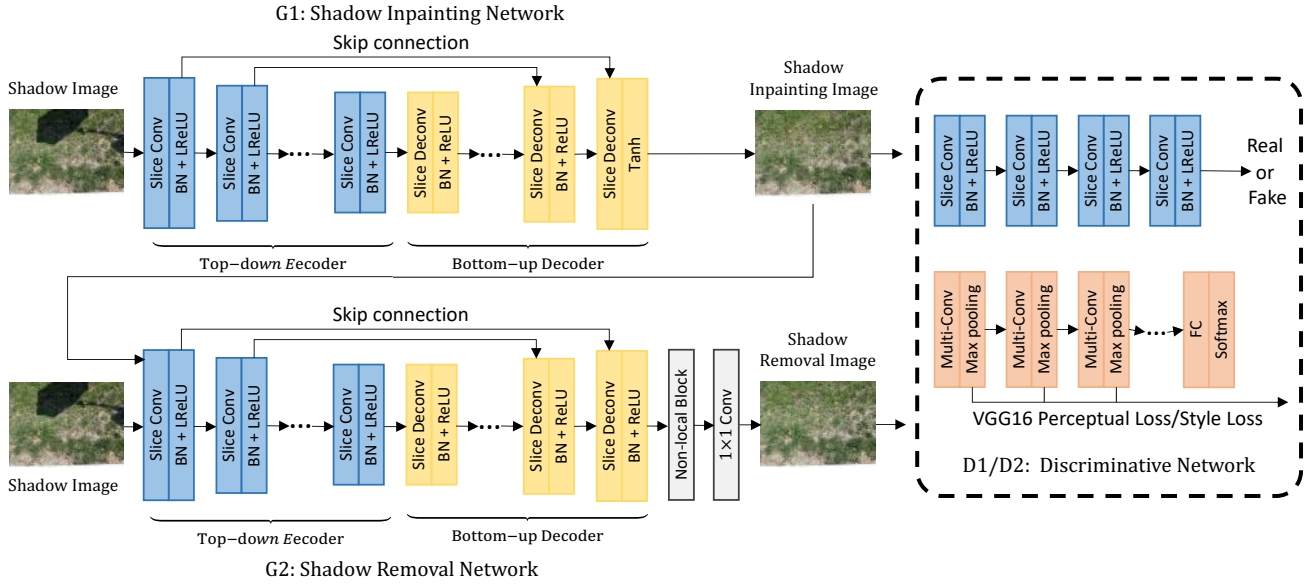 G1: Shadow Inpainting Network
Skip connection
Shadow Image
Slice Conv
BN + LReLU
Slice Conv
BN + LReLU
Slice Conv
BN + LReLU
Slice Deconv
BN + ReLU
Slice Deconv
BN + ReLU
Slice Deconv
Tanh
Shadow
Inpainting Image
Top-down Eecoder
Bottom-up Decoder
Skip connection
Shadow Image
Slice Conv
BN + LReLU
Slice Conv
BN + LReLU
Slice Conv
BN + LReLU
Slice Deconv
BN + ReLU
Slice Deconv
BN + ReLU
Slice Deconv
BN + ReLU
Non-local Block
1×1 Conv
Shadow
Removal Image
Top-down Eecoder
Bottom-up Decoder
G2: Shadow Removal Network
Slice Conv
BN + LReLU
Slice Conv
BN + LReLU
Slice Conv
BN + LReLU
Slice Conv
BN + LReLU
Real
or
Fake
Multi-Conv
Max pooling
Multi-Conv
Max pooling
Multi-Conv
Max pooling
FC
Softmax
VGG16 Perceptual Loss/Style Loss
D1/D2: Discriminative Network